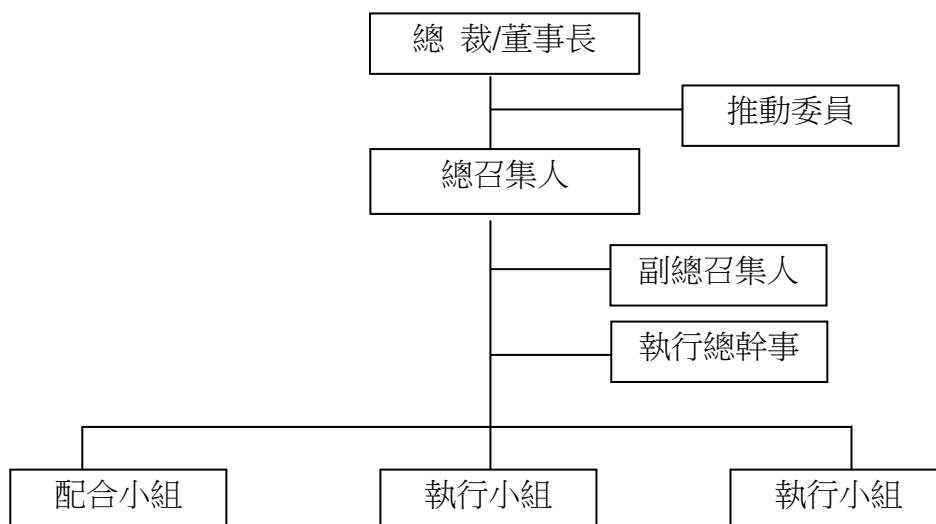 總 裁/董事長
推動委員
總召集人
副總召集人
執行總幹事
配合小組
執行小組
執行小組